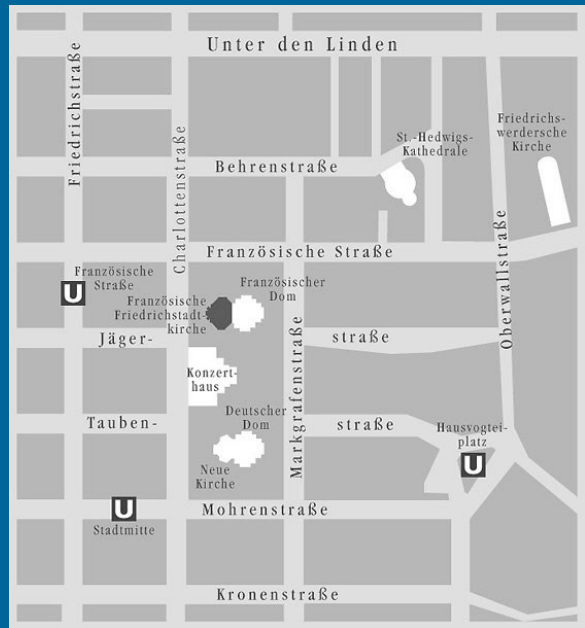 Unter den Linden
Friedrichstraße
Charlottenstraße
St.-Hedwigs-
Kathedrale
Friedrichs-
werdersche
Kirche
Behrenstraße
Französische Straße
Oberwallstraße
Französische
Straße
U
Französische
Friedrichstadt-
kirche
Französischer
Dom
Jäger-
straße
Markgrafenstraße
Konzert-
haus
Tauben-
straße
Deutscher
Dom
Neue
Kirche
Hausvogtei-
platz
U
U
Stadtmitte
Mohrenstraße
Kronenstraße